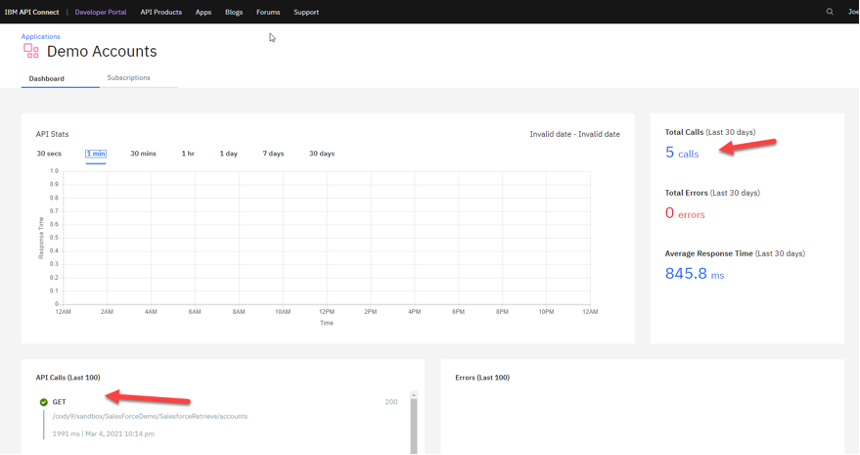 IBM API Connect Developer Portal API Products Apps Blogs Forums Support Joe
Applications
Demo Accounts
Dashboard Subscriptions
API Stats Invalid date - Invalid date
30 secs 1 min 30 mins 1 hr 1 day 7 days 30 days
1.0
0.9
0.8
0.7
0.6
0.5
0.4
0.3
0.2
0.1
0
Response Time
12AM 2AM 4AM 6AM 8AM 10AM 12PM 2PM 4PM 6PM 8PM 10PM 12AM
Time
Total Calls (Last 30 days)
5 calls
Total Errors (Last 30 days)
0 errors
Average Response Time (Last 30 days)
845.8 ms
API Calls (Last 100)
GET 200
/cody9/sandbox/SalesForceDemo/SalesforceRetrieve/accounts
1991 ms | Mar 4, 2021 10:14 pm
Errors (Last 100)